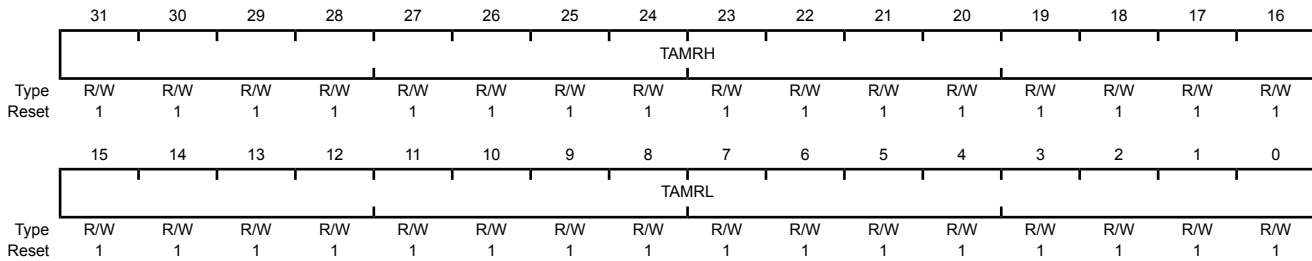 31 30 29 28 27 26 25 24 23 22 21 20 19 18 17 16
TAMRH
Type R/W R/W R/W R/W R/W R/W R/W R/W R/W R/W R/W R/W R/W R/W R/W R/W
Reset 1 1 1 1 1 1 1 1 1 1 1 1 1 1 1 1
15 14 13 12 11 10 9 8 7 6 5 4 3 2 1 0
TAMRL
Type R/W R/W R/W R/W R/W R/W R/W R/W R/W R/W R/W R/W R/W R/W R/W R/W
Reset 1 1 1 1 1 1 1 1 1 1 1 1 1 1 1 1